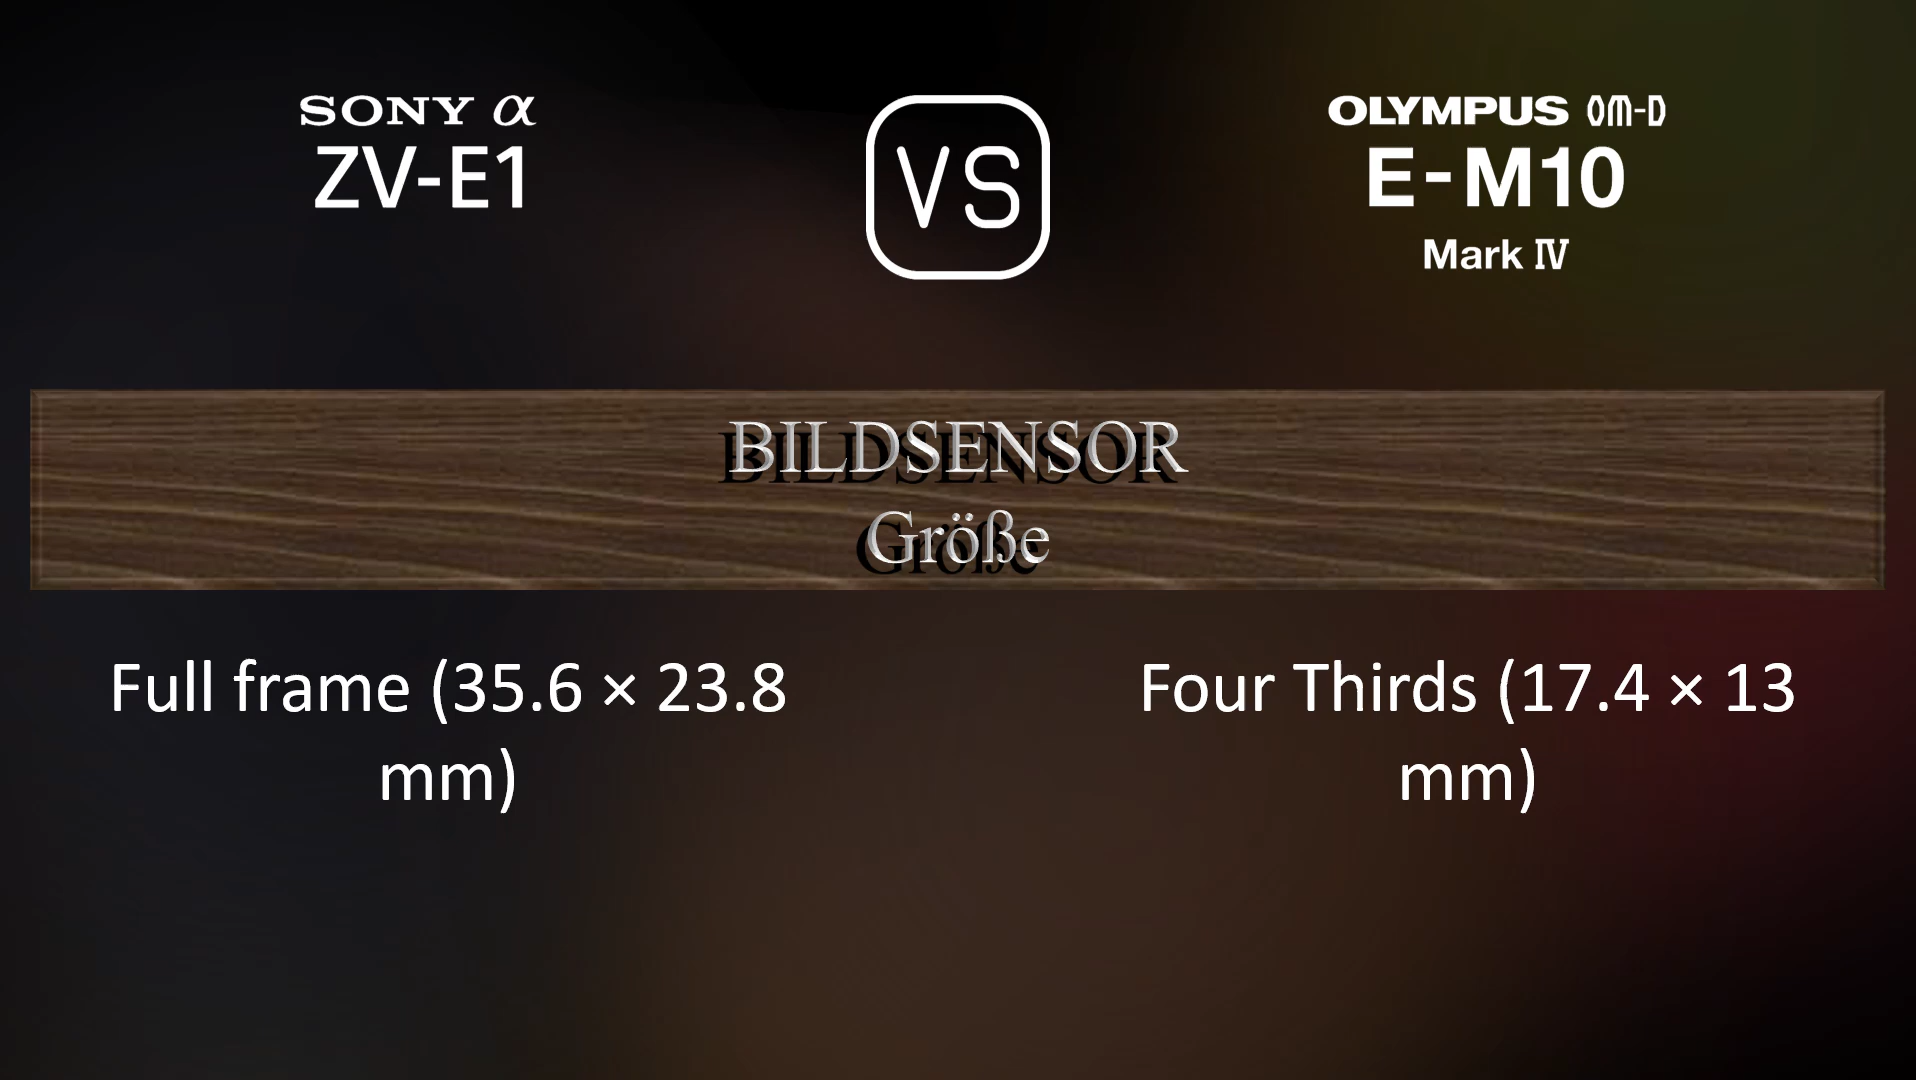 SONY α
ZV-E1
VS
OLYMPUS OM-D
E-M10
Mark IV
BILDSENSOR
Größe
Full frame (35.6 × 23.8
mm)
Four Thirds (17.4 × 13
mm)